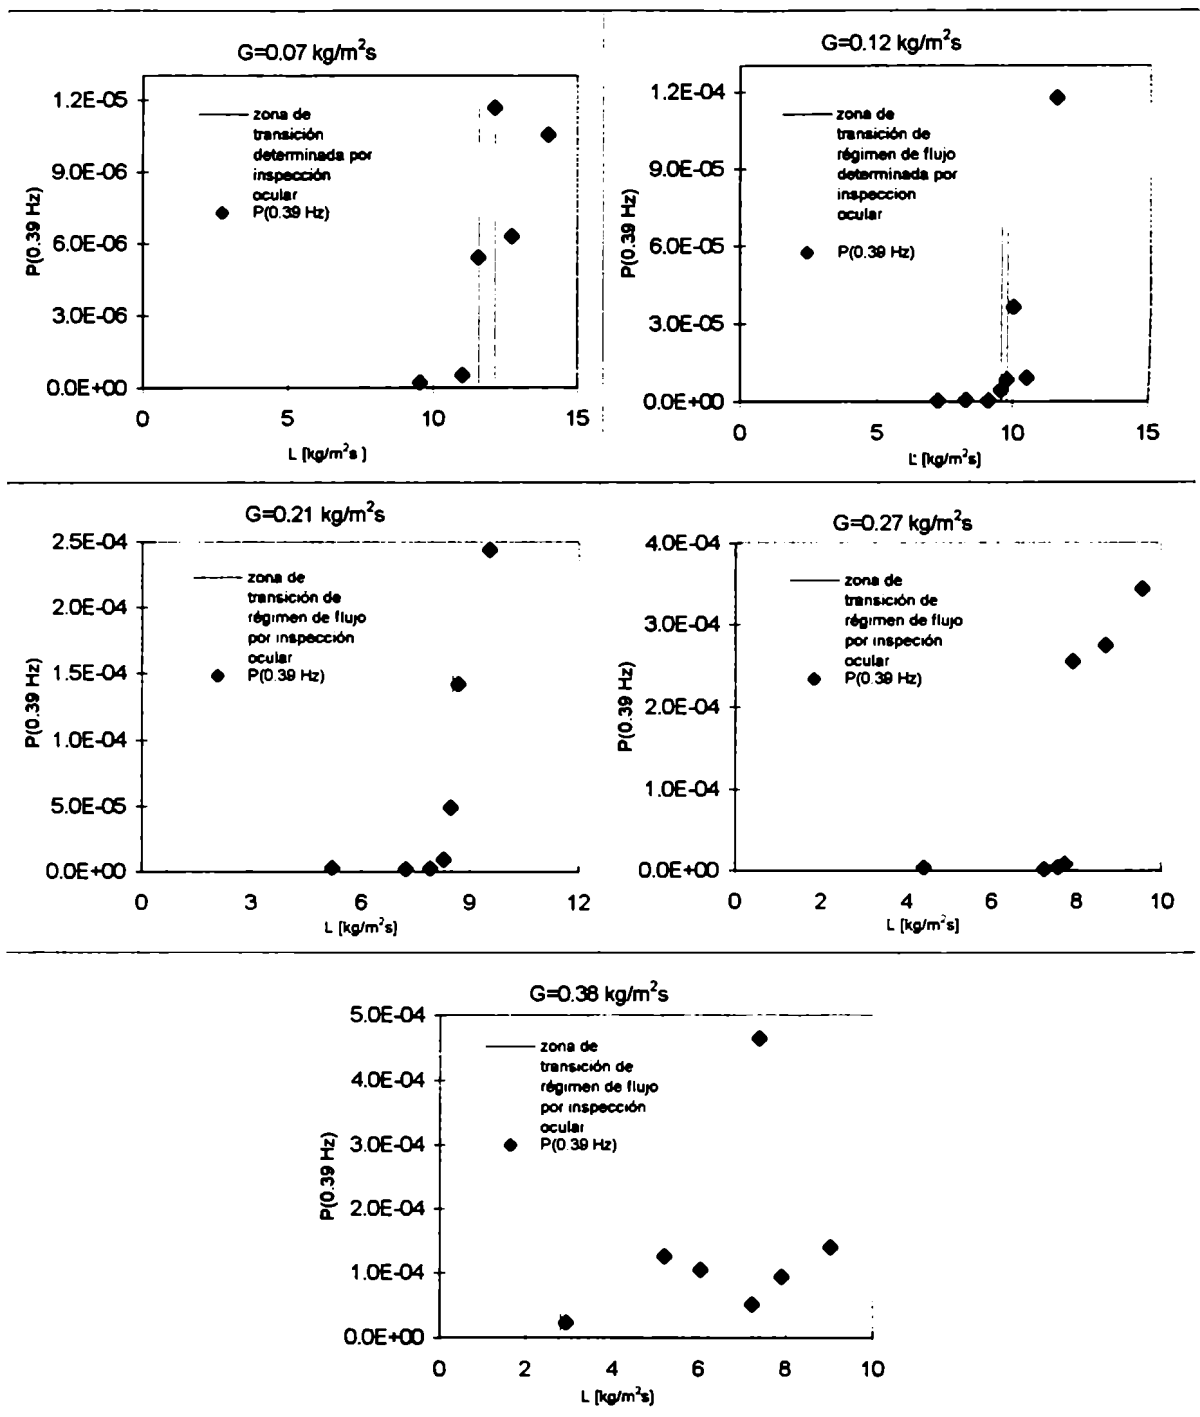 G=0.07 kg/m²s
1.2E-05
9.0E-06
6.0E-06
3.0E-06
0.0E+00
P(0.39 Hz)
zona de
transición
determinada por
inspección
ocular
P(0.39 Hz)
0 5 10 15
L [kg/m²s ]
G=0.12 kg/m²s
1.2E-04
9.0E-05
6.0E-05
3.0E-05
0.0E+00
P(0.39 Hz)
zona de
transición de
régimen de flujo
determinada por
inspeccion
ocular
P(0.39 Hz)
0 5 10 15
L [kg/m²s]
G=0.21 kg/m²s
2.5E-04
2.0E-04
1.5E-04
1.0E-04
5.0E-05
0.0E+00
P(0.39 Hz)
zona de
transición de
régimen de flujo
por inspección
ocular
P(0.39 Hz)
0 3 6 9 12
L [kg/m²s]
G=0.27 kg/m²s
4.0E-04
3.0E-04
2.0E-04
1.0E-04
0.0E+00
P(0.39 Hz)
zona de
transición de
régimen de flujo
por inspeción
ocular
P(0.39 Hz)
0 2 4 6 8 10
L [kg/m²s]
G=0.38 kg/m²s
5.0E-04
4.0E-04
3.0E-04
2.0E-04
1.0E-04
0.0E+00
P(0.39 Hz)
zona de
transición de
régimen de flujo
por inspección
ocular
P(0.39 Hz)
0 2 4 6 8 10
L [kg/m²s]